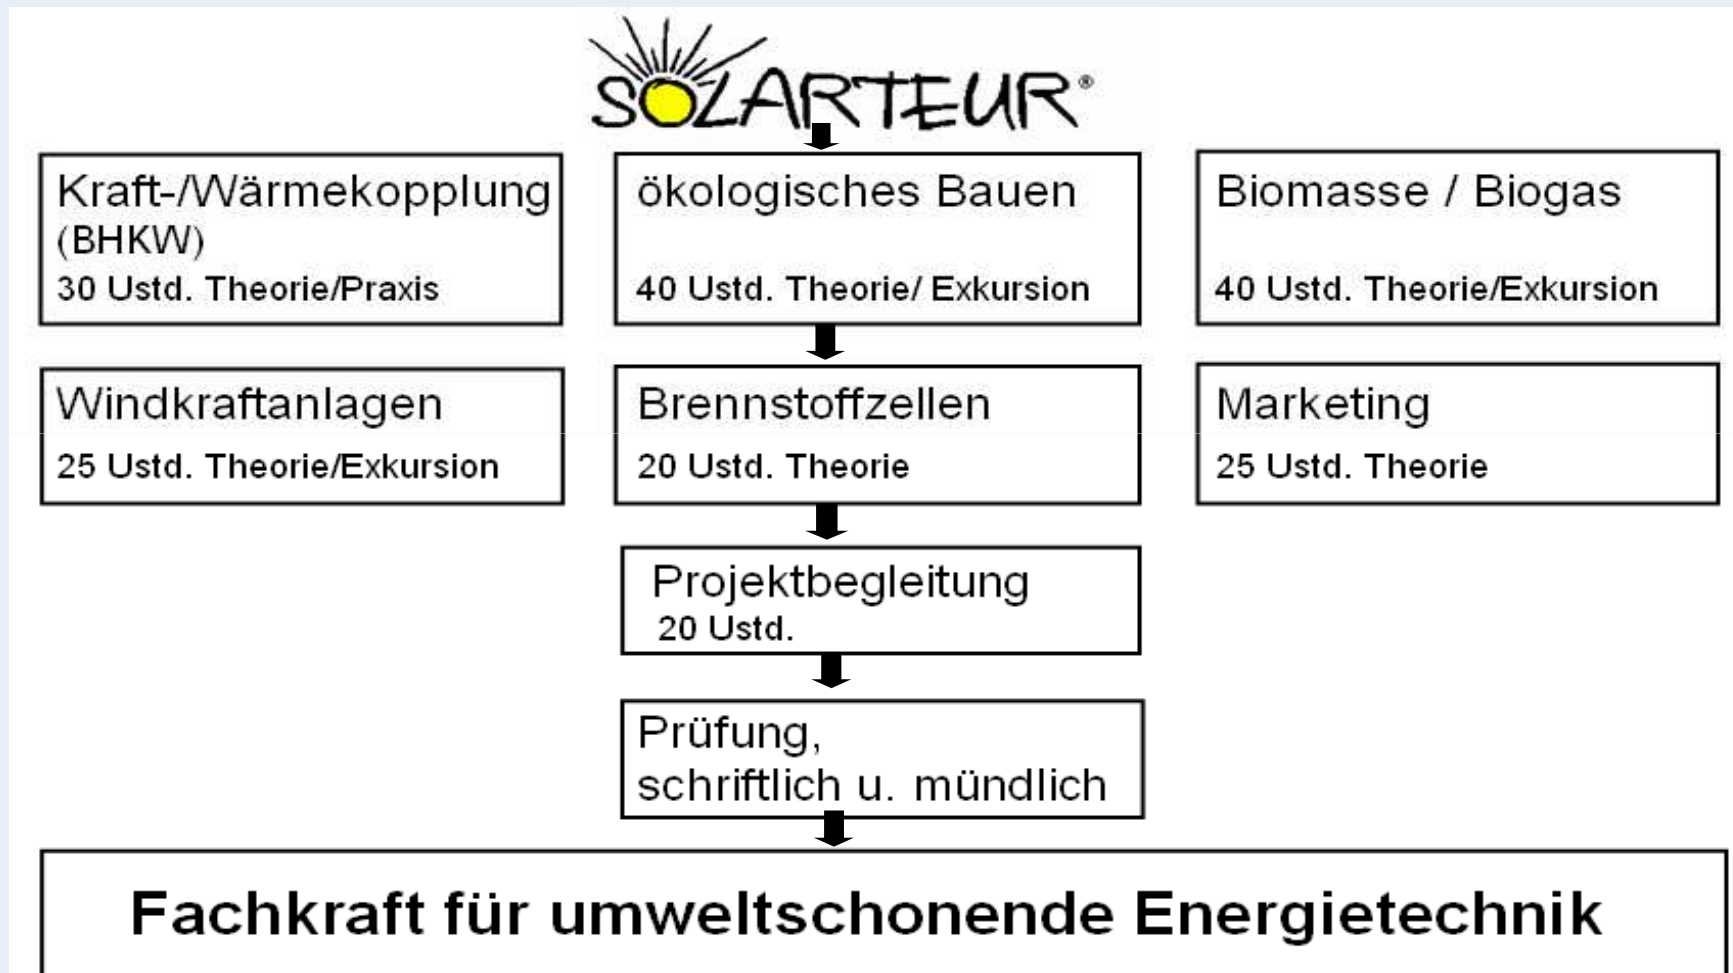 SOLARTEUR®
Kraft-/Wärmekopplung
(BHKW)
30 Ustd. Theorie/Praxis
ökologisches Bauen
40 Ustd. Theorie/ Exkursion
Biomasse / Biogas
40 Ustd. Theorie/Exkursion
Windkraftanlagen
25 Ustd. Theorie/Exkursion
Brennstoffzellen
20 Ustd. Theorie
Marketing
25 Ustd. Theorie
Projektbegleitung
20 Ustd.
Prüfung,
schriftlich u. mündlich
Fachkraft für umweltschonende Energietechnik